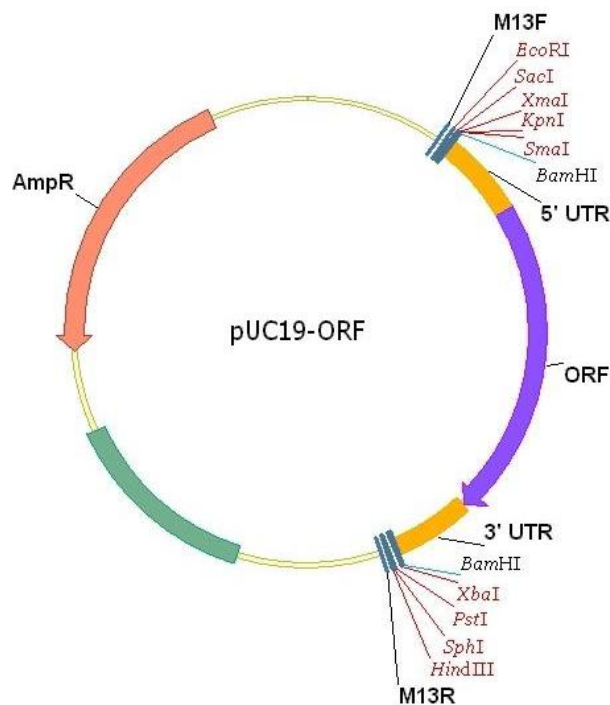 M13F
EcoRI
SacI
XmaI
KpnI
SmaI
BamHI
5' UTR
AmpR
pUC19-ORF
ORF
3' UTR
BamHI
XbaI
PstI
SphI
HindIII
M13R